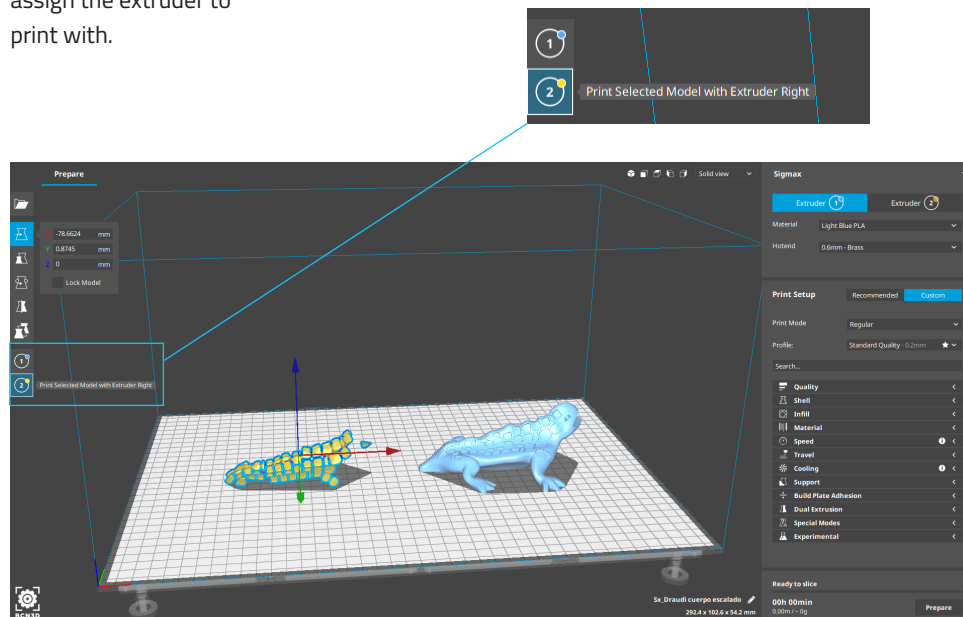 assign the extruder to
print with.
1
2
Print Selected Model with Extruder Right
Prepare
Solid view
Sigmax
Extruder 1
Extruder 2
X -78.6624 mm
Y 0.8745 mm
Z 0 mm
Lock Model
Material
Light Blue PLA
Hotend
0.6mm - Brass
Print Setup
Recommended
Custom
Print Mode
Regular
Profile:
Standard Quality - 0.2mm
Search...
1
2
Print Selected Model with Extruder Right
Quality
Shell
Infill
Material
Speed
Travel
Cooling
Support
Build Plate Adhesion
Dual Extrusion
Special Modes
Experimental
Ready to slice
BCN3D
Sx_Draudi cuerpo escalado
292.4 x 102.6 x 54.2 mm
00h 00min
0.00m / ~ 0g
Prepare